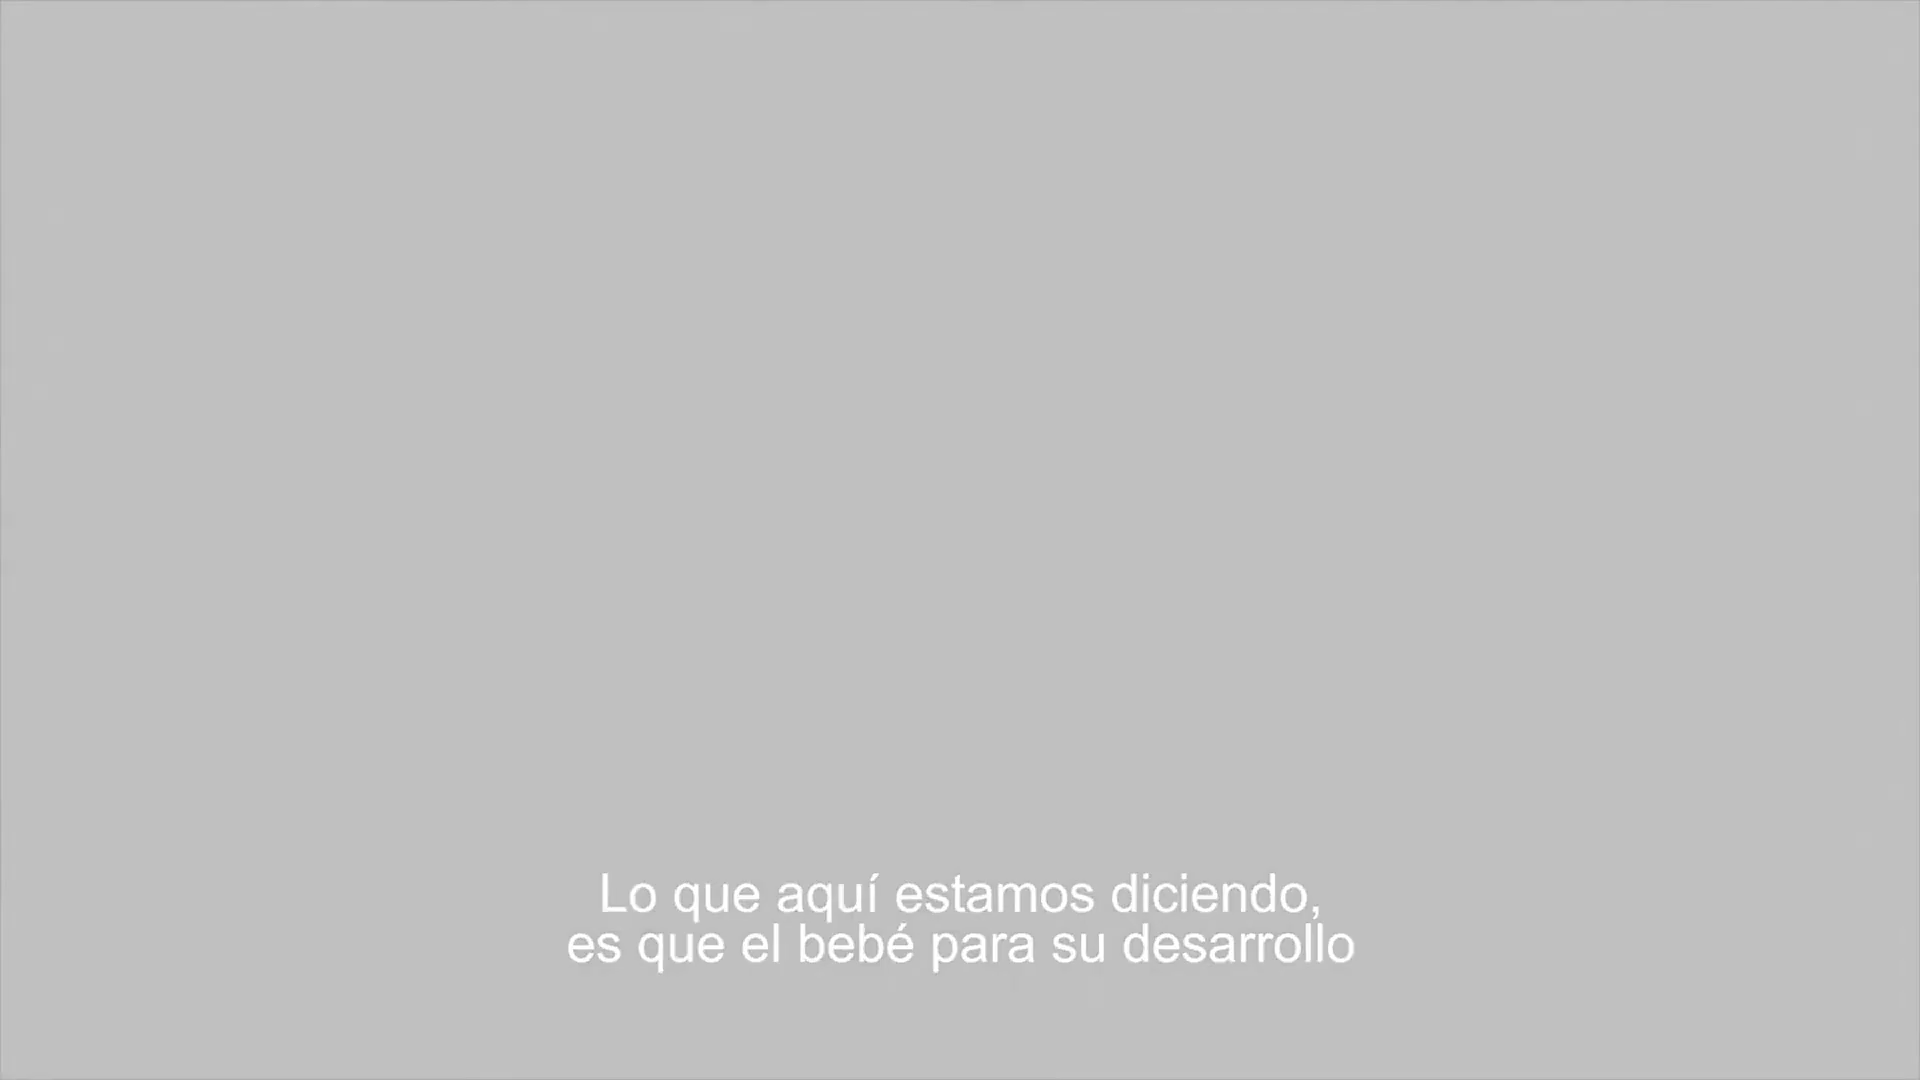 Lo que aquí estamos diciendo,
es que el bebé para su desarrollo